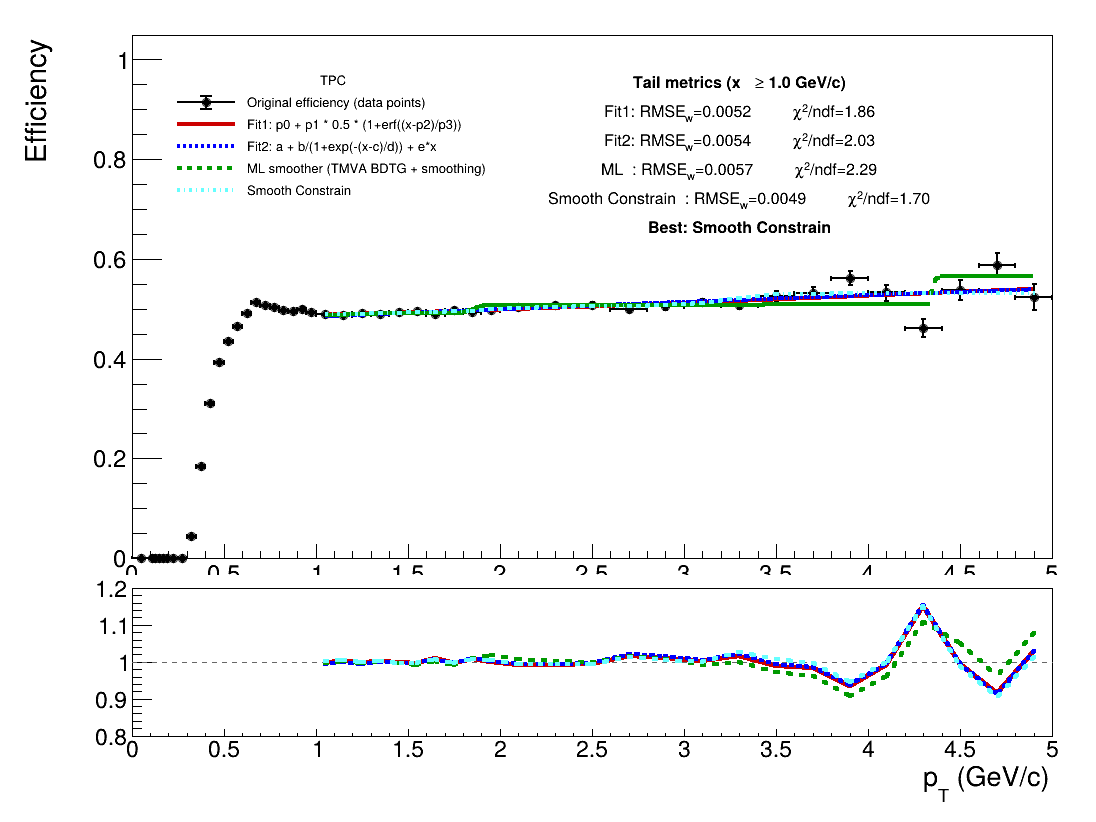 Efficiency
1
0.8
0.6
0.4
0.2
0
TPC
Original efficiency (data points)
Fit1: p0 + p1 * 0.5 * (1+erf((x-p2)/p3))
Fit2: a + b/(1+exp(-(x-c)/d)) + e*x
ML smoother (TMVA BDTG + smoothing)
Smooth Constrain
Tail metrics (x ≥ 1.0 GeV/c)
Fit1: RMSE_w=0.0052 χ²/ndf=1.86
Fit2: RMSE_w=0.0054 χ²/ndf=2.03
ML : RMSE_w=0.0057 χ²/ndf=2.29
Smooth Constrain : RMSE_w=0.0049 χ²/ndf=1.70
Best: Smooth Constrain
0 0.5 1 1.5 2 2.5 3 3.5 4 4.5 5
1.2
1.1
1
0.9
0.8
0 0.5 1 1.5 2 2.5 3 3.5 4 4.5 5
p_T (GeV/c)